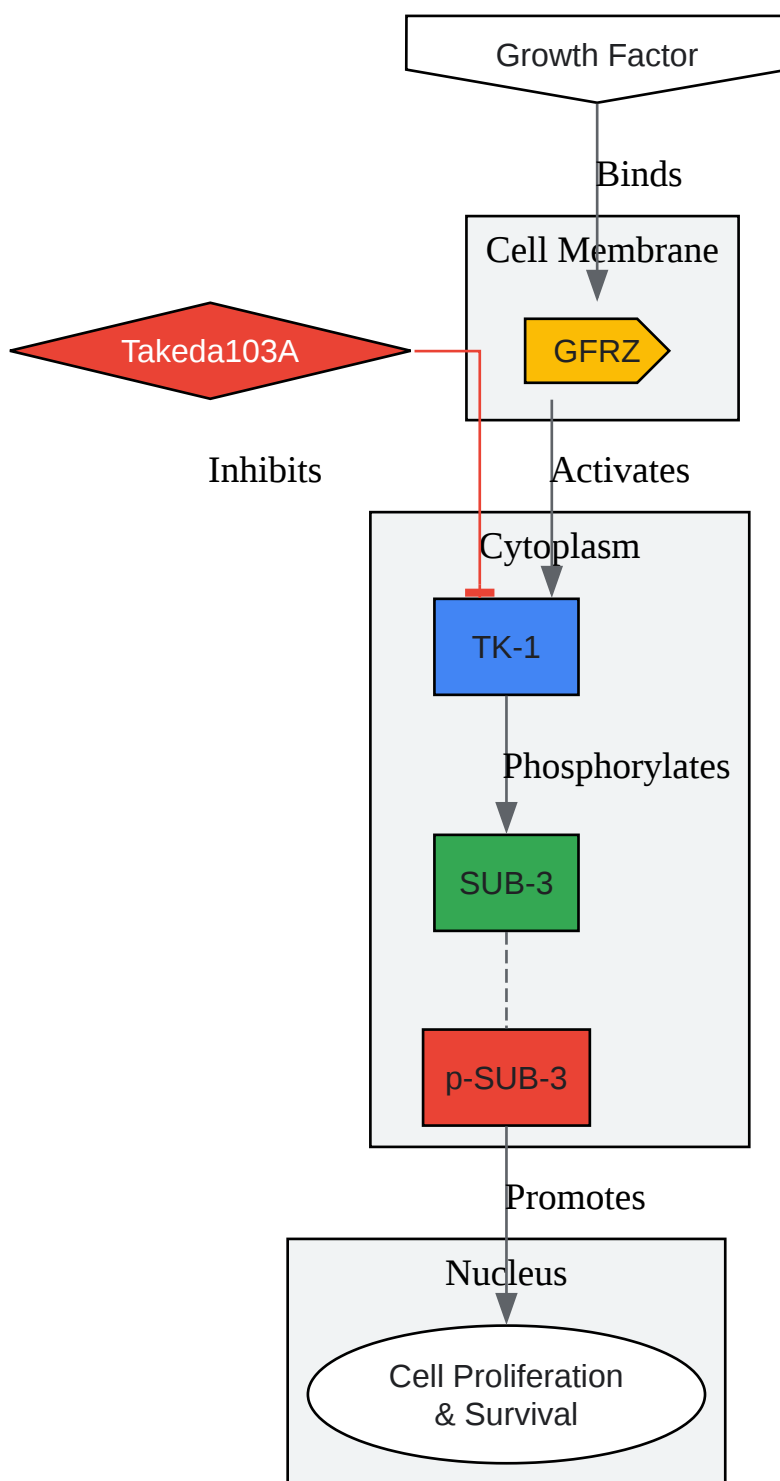 Growth Factor
Binds
Cell Membrane
Takeda103A
GFRZ
Inhibits
Activates
Cytoplasm
TK-1
Phosphorylates
SUB-3
p-SUB-3
Promotes
Nucleus
Cell Proliferation
& Survival